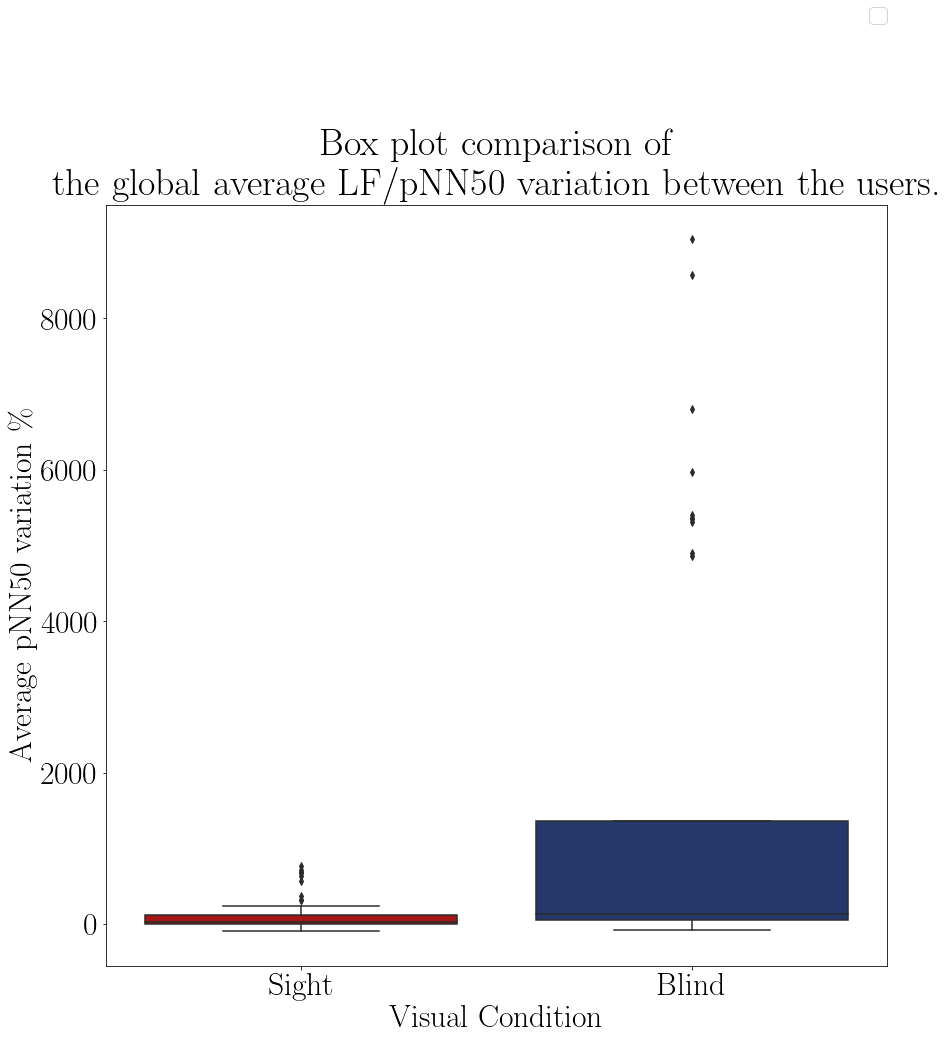 Box plot comparison of
the global average LF/pNN50 variation between the users.
Average pNN50 variation %
8000
6000
4000
2000
0
Sight
Blind
Visual Condition